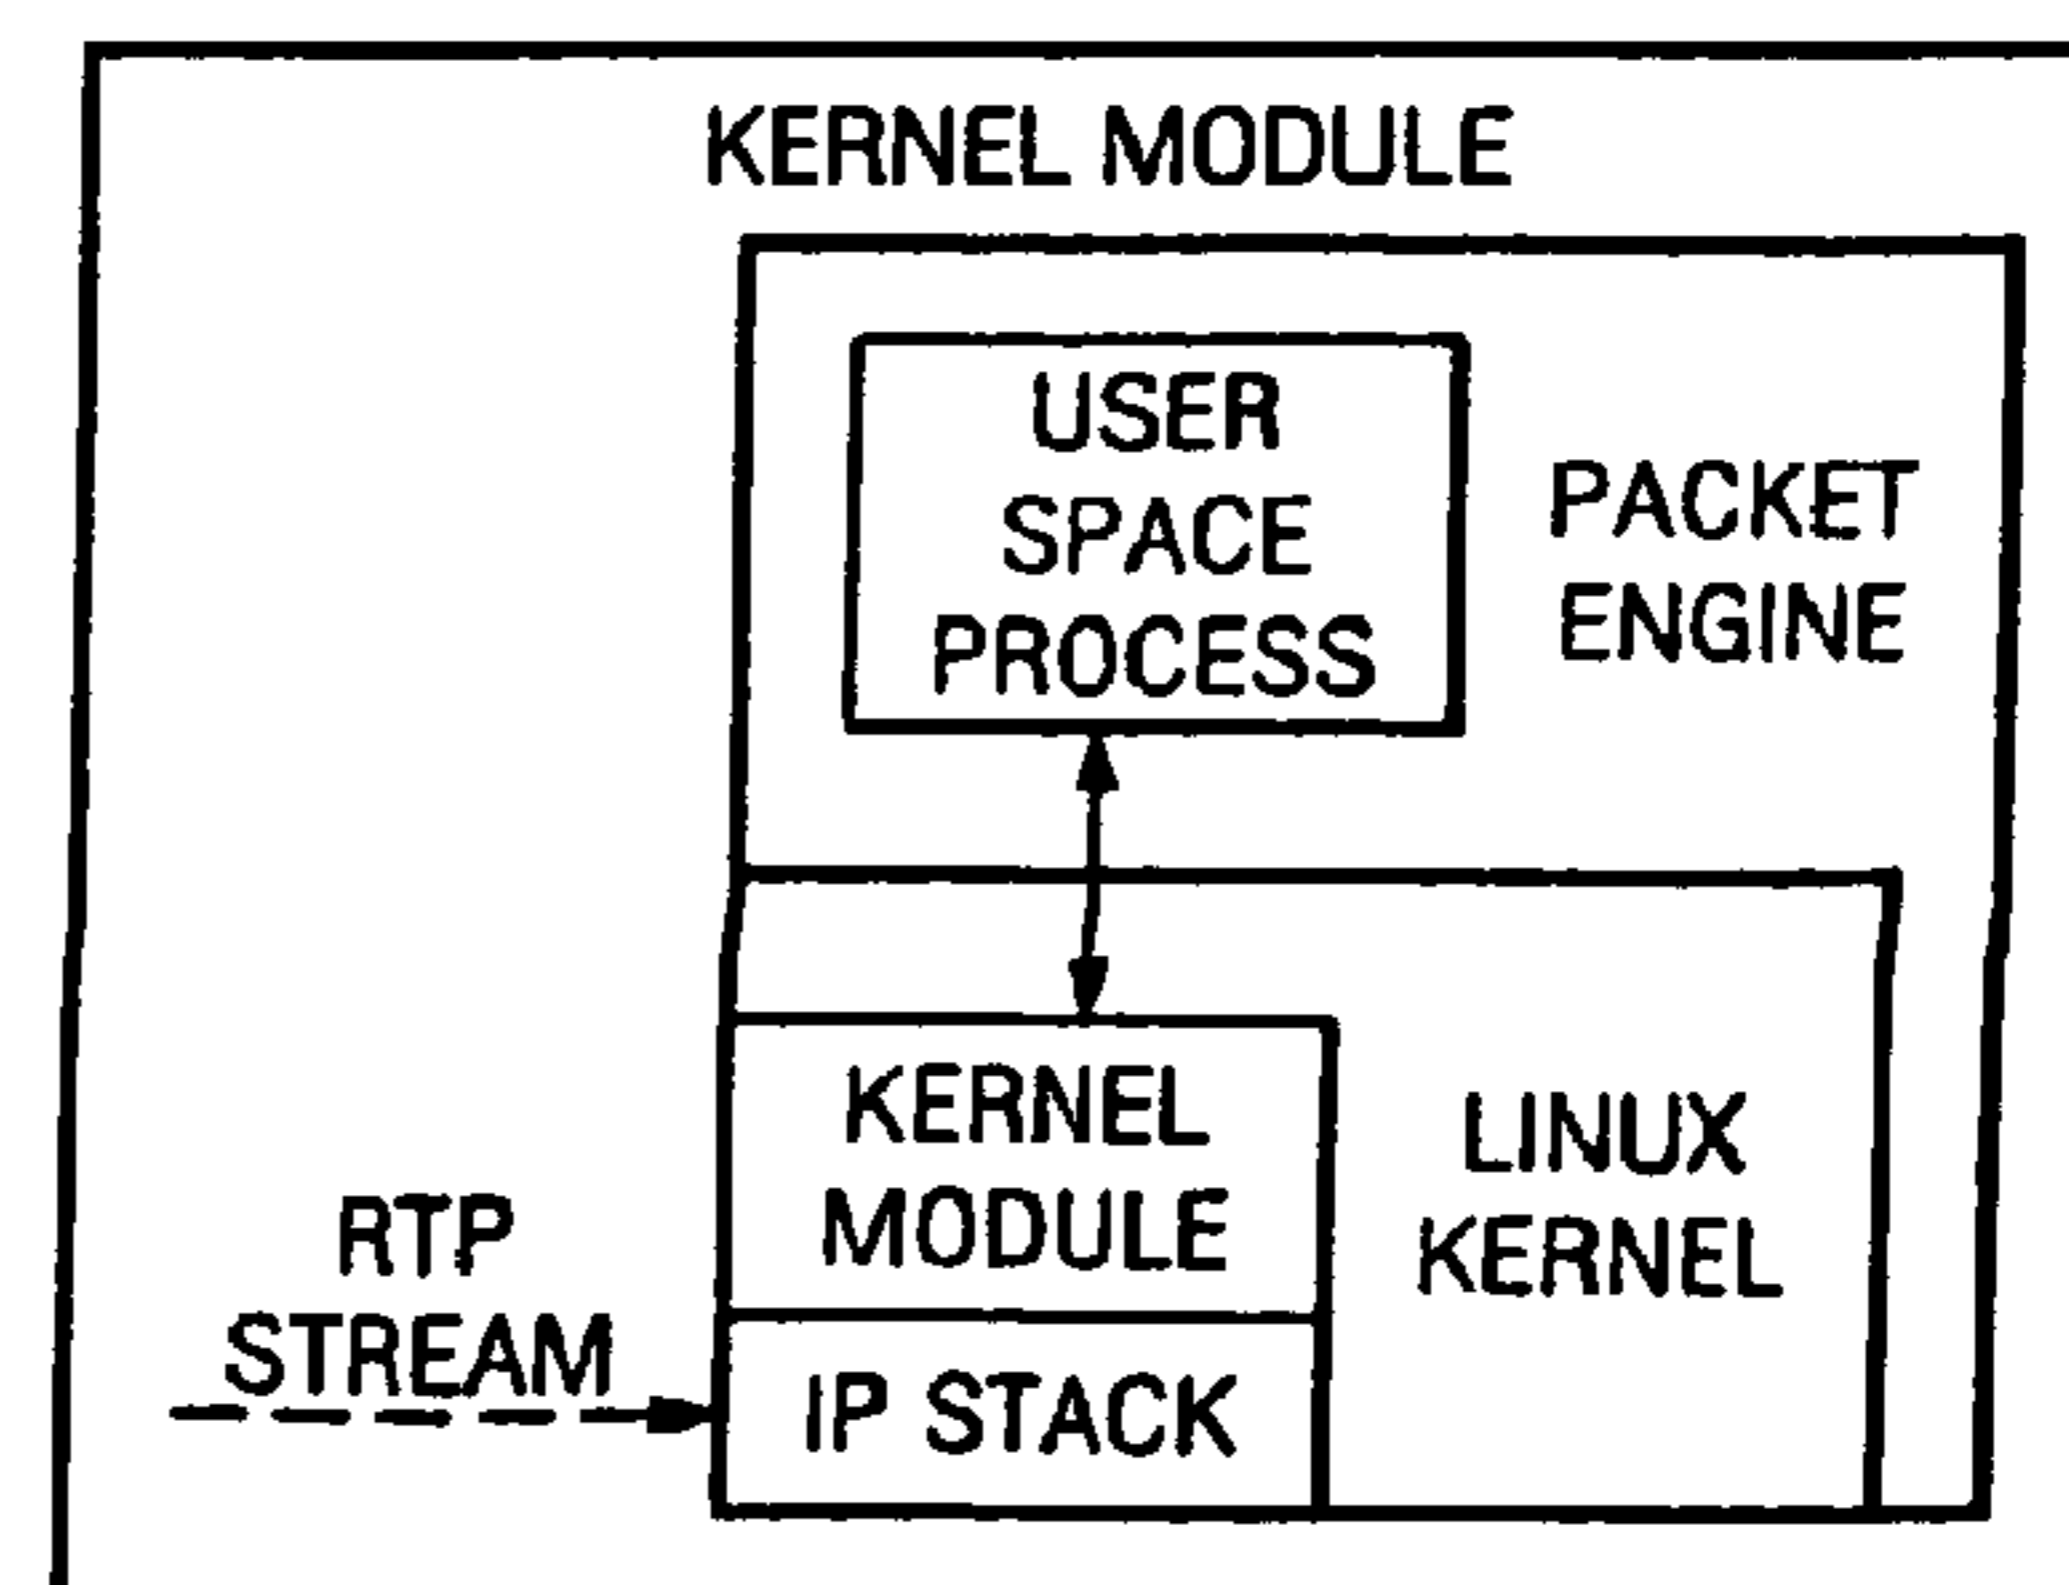 KERNEL MODULE
USER
SPACE
PROCESS
PACKET
ENGINE
KERNEL
MODULE
LINUX
KERNEL
RTP
STREAM
IP STACK